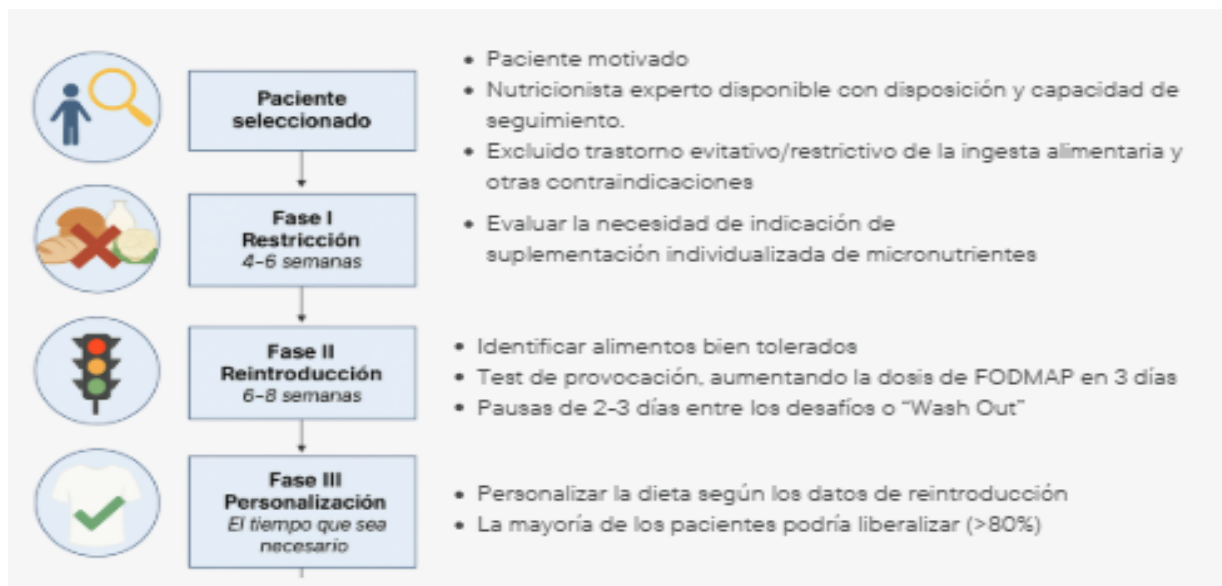 Paciente
seleccionado
• Paciente motivado
• Nutricionista experto disponible con disposición y capacidad de
seguimiento.
• Excluido trastorno evitativo/restrictivo de la ingesta alimentaria y
otras contraindicaciones
Fase I
Restricción
4-6 semanas
• Evaluar la necesidad de indicación de
suplementación individualizada de micronutrientes
Fase II
Reintroducción
6-8 semanas
• Identificar alimentos bien tolerados
• Test de provocación, aumentando la dosis de FODMAP en 3 días
• Pausas de 2-3 días entre los desafíos o “Wash Out”
Fase III
Personalización
El tiempo que sea
necesario
• Personalizar la dieta según los datos de reintroducción
• La mayoría de los pacientes podría liberalizar (>80%)